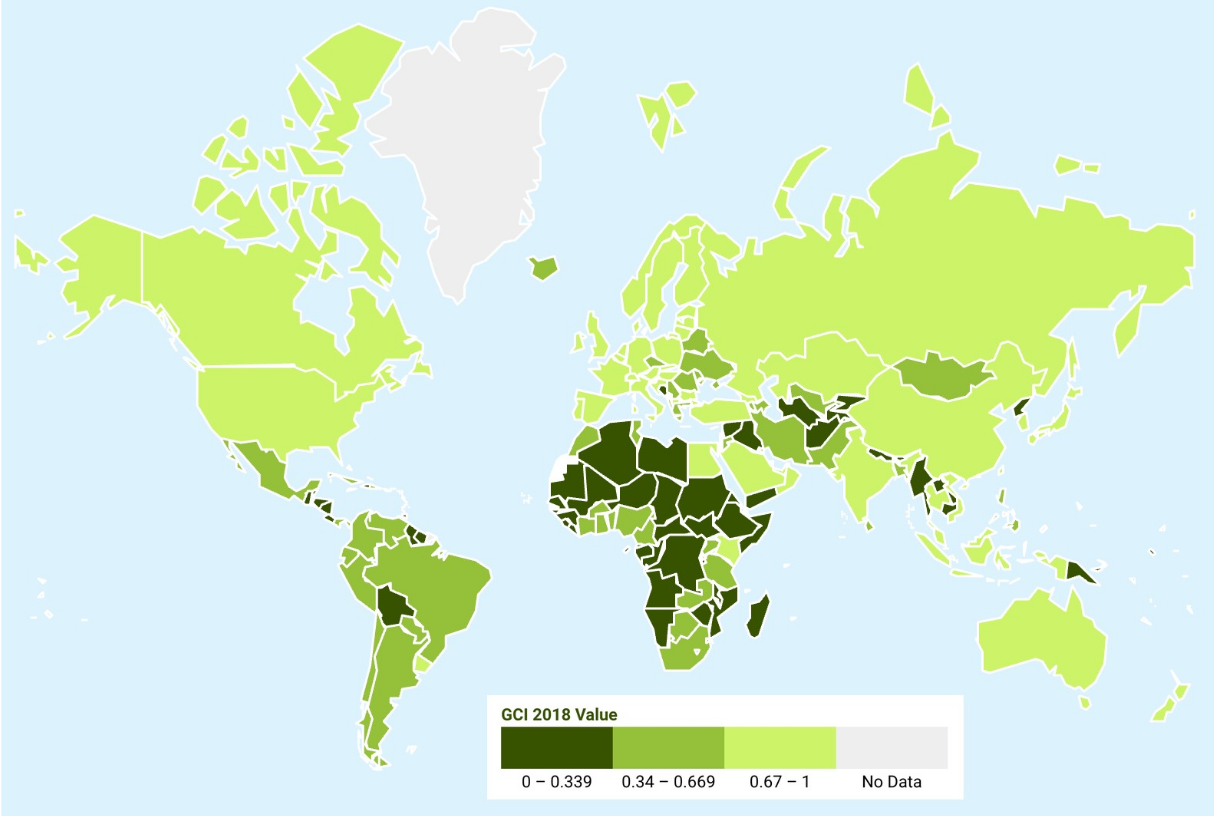 GCI 2018 Value
0 – 0.339 0.34 – 0.669 0.67 – 1 No Data